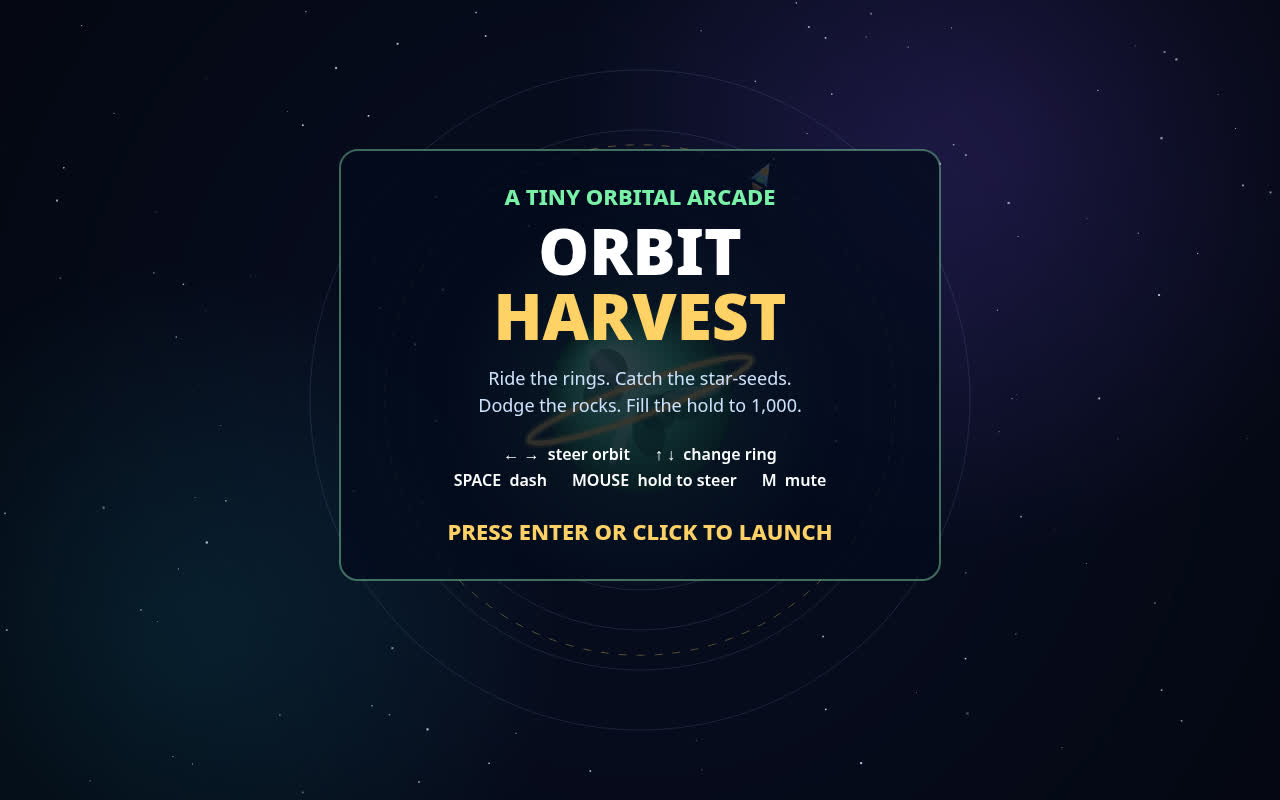 A TINY ORBITAL ARCADE
ORBIT
HARVEST
Ride the rings. Catch the star-seeds.
Dodge the rocks. Fill the hold to 1,000.
← → steer orbit ↑ ↓ change ring
SPACE dash MOUSE hold to steer M mute
PRESS ENTER OR CLICK TO LAUNCH